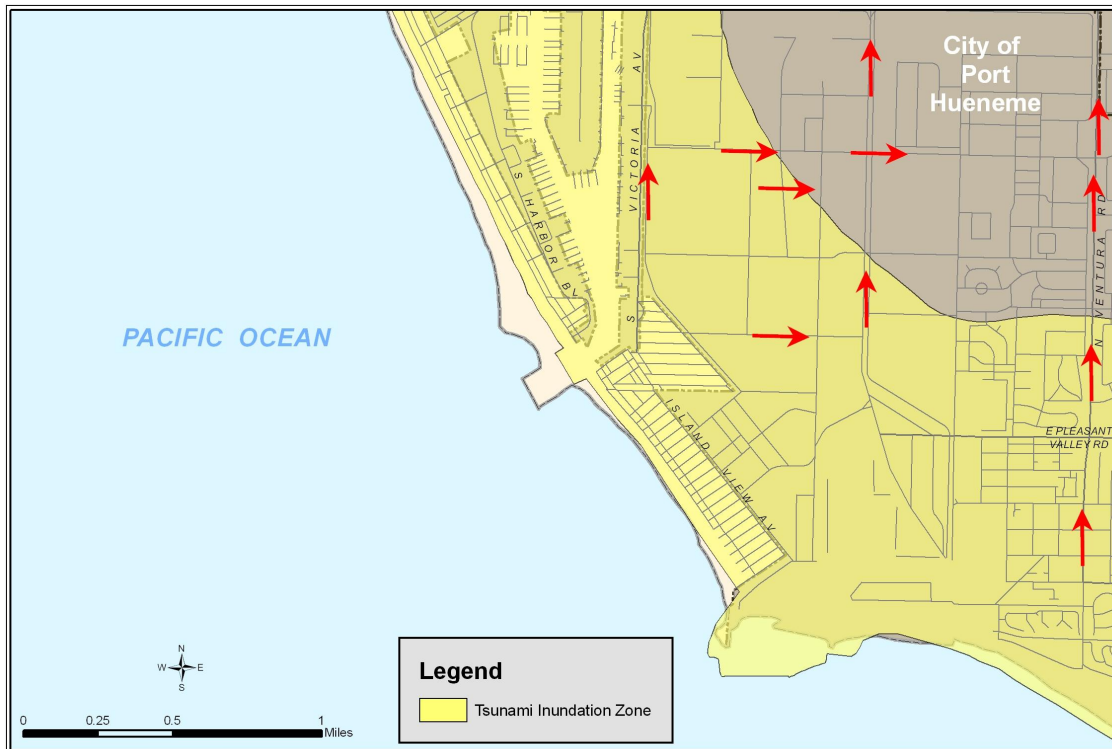 City of
Port
Hueneme
S VICTORIA AV
S HARBOR BV
N VENTURA RD
PACIFIC OCEAN
ISLAND VIEW AV
E PLEASANT
VALLEY RD
N
W E
S
0 0.25 0.5 1
Miles
Legend
Tsunami Inundation Zone